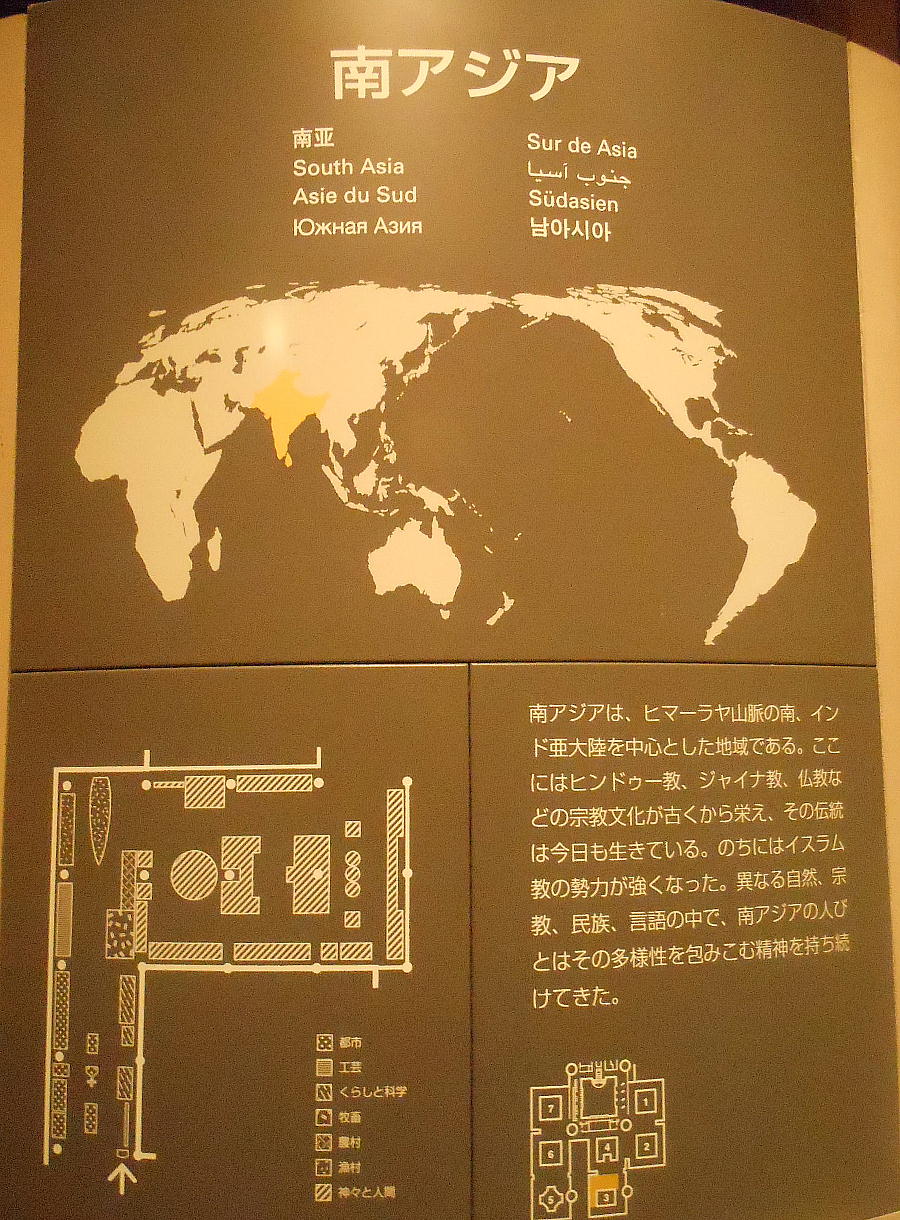 南アジア
南亚
South Asia
Asie du Sud
Южная Азия
Sur de Asia
جنوب آسيا
Südasien
남아시아
南アジアは、ヒマーラヤ山脈の南、イン
ド亜大陸を中心とした地域である。ここ
にはヒンドゥー教、ジャイナ教、仏教な
どの宗教文化が古くから栄え、その伝統
は今日も生きている。のちにはイスラム
教の勢力が強くなった。異なる自然、宗
教、民族、言語の中で、南アジアの人び
とはその多様性を包みこむ精神を持ち続
けてきた。
都市
工芸
くらしと科学
牧畜
農村
漁村
神々と人間
7
1
6
4
2
5
3